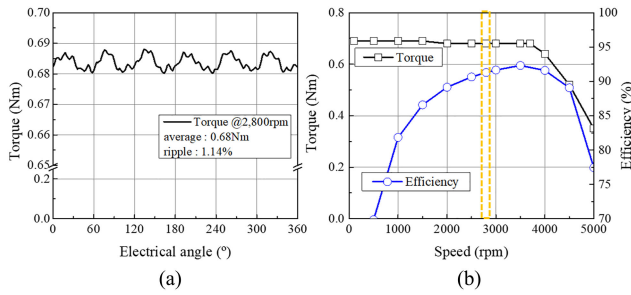 (a)
Torque (Nm)
0.70
0.69
0.68
0.67
0.66
0.65
0.2
0.0
Torque @2,800rpm
average : 0.68Nm
ripple : 1.14%
0 60 120 180 240 300 360
Electrical angle (º)
(a)
(b)
Torque (Nm)
0.8
0.6
0.4
0.2
0.0
Torque
Efficiency
100
95
90
85
80
75
70
Efficiency (%)
0 1000 2000 3000 4000 5000
Speed (rpm)
(b)